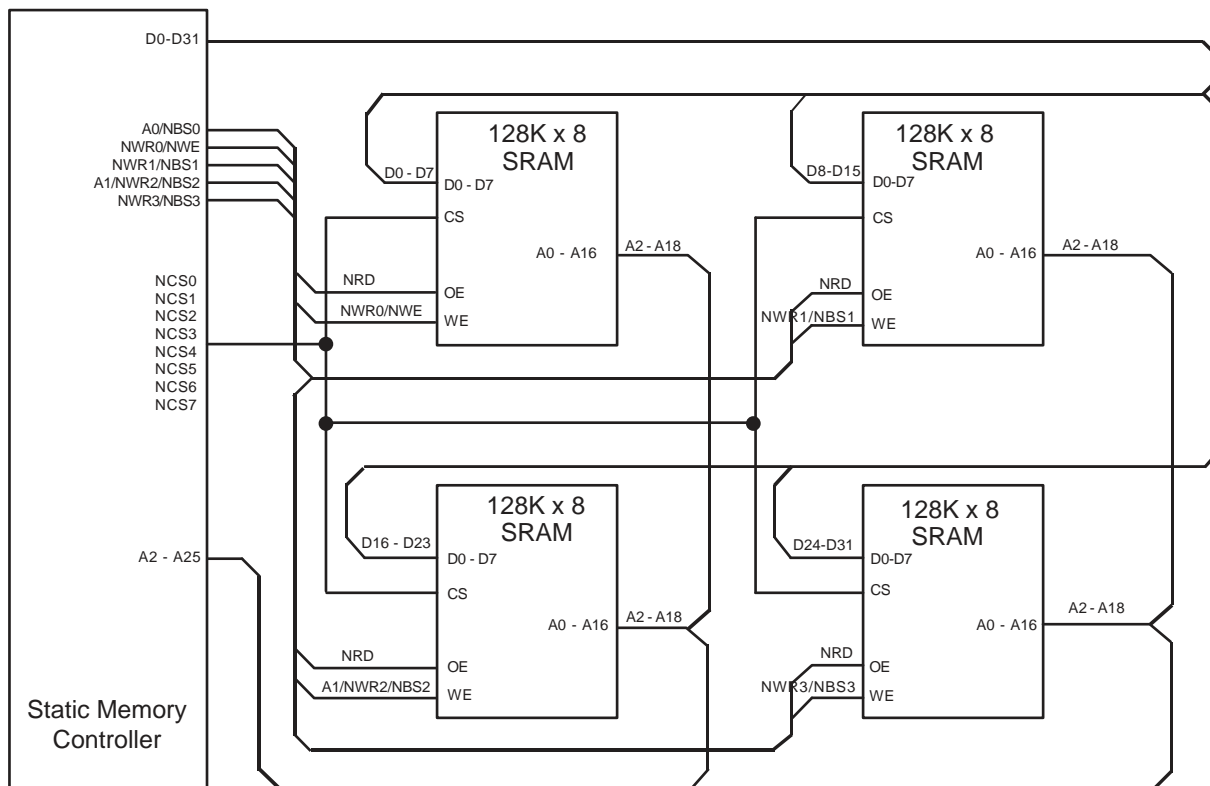 D0-D31
A0/NBS0
NWR0/NWE
NWR1/NBS1
A1/NWR2/NBS2
NWR3/NBS3
NCS0
NCS1
NCS2
NCS3
NCS4
NCS5
NCS6
NCS7
A2 - A25
Static Memory
Controller
128K x 8
SRAM
D0 - D7
D0 - D7
CS
A0 - A16
A2 - A18
NRD
OE
NWR0/NWE
WE
128K x 8
SRAM
D8-D15
D0-D7
CS
A0 - A16
A2 - A18
NRD
OE
NWR1/NBS1
WE
128K x 8
SRAM
D16 - D23
D0 - D7
CS
A0 - A16
A2 - A18
NRD
OE
A1/NWR2/NBS2
WE
128K x 8
SRAM
D24-D31
D0-D7
CS
A0 - A16
A2 - A18
NRD
OE
NWR3/NBS3
WE